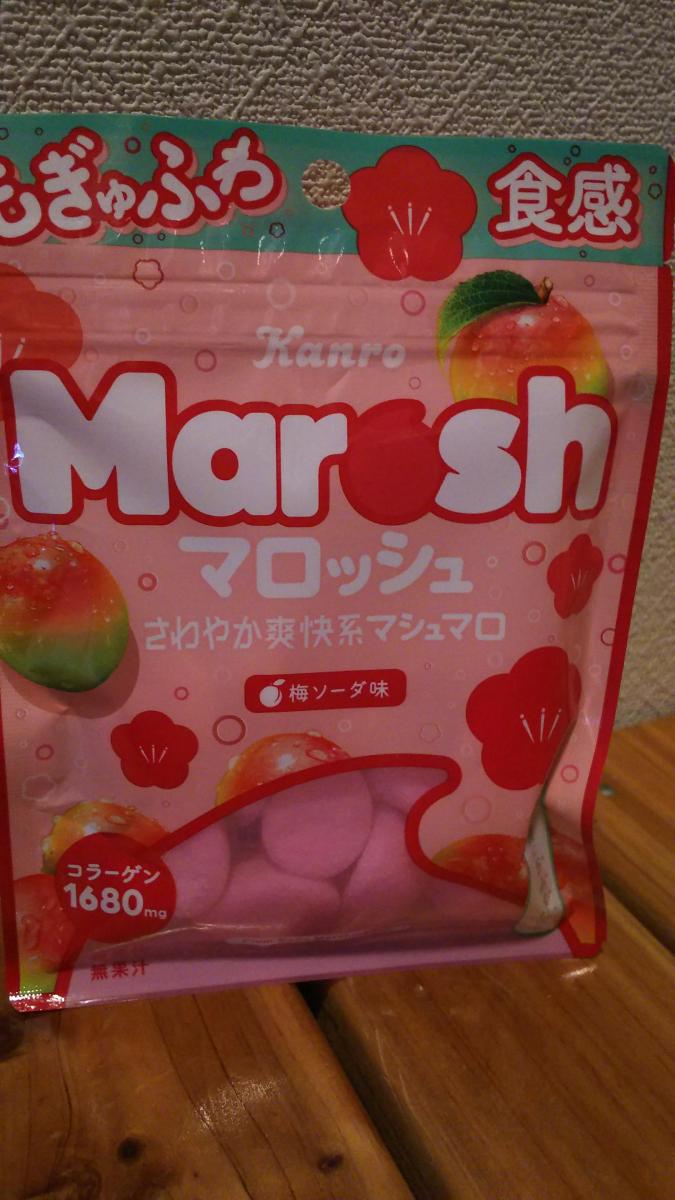 もぎゅふわ 食感
Kanro
Marosh
マロッシュ
さわやか爽快系マシュマロ
梅ソーダ味
コラーゲン
1680mg
無果汁